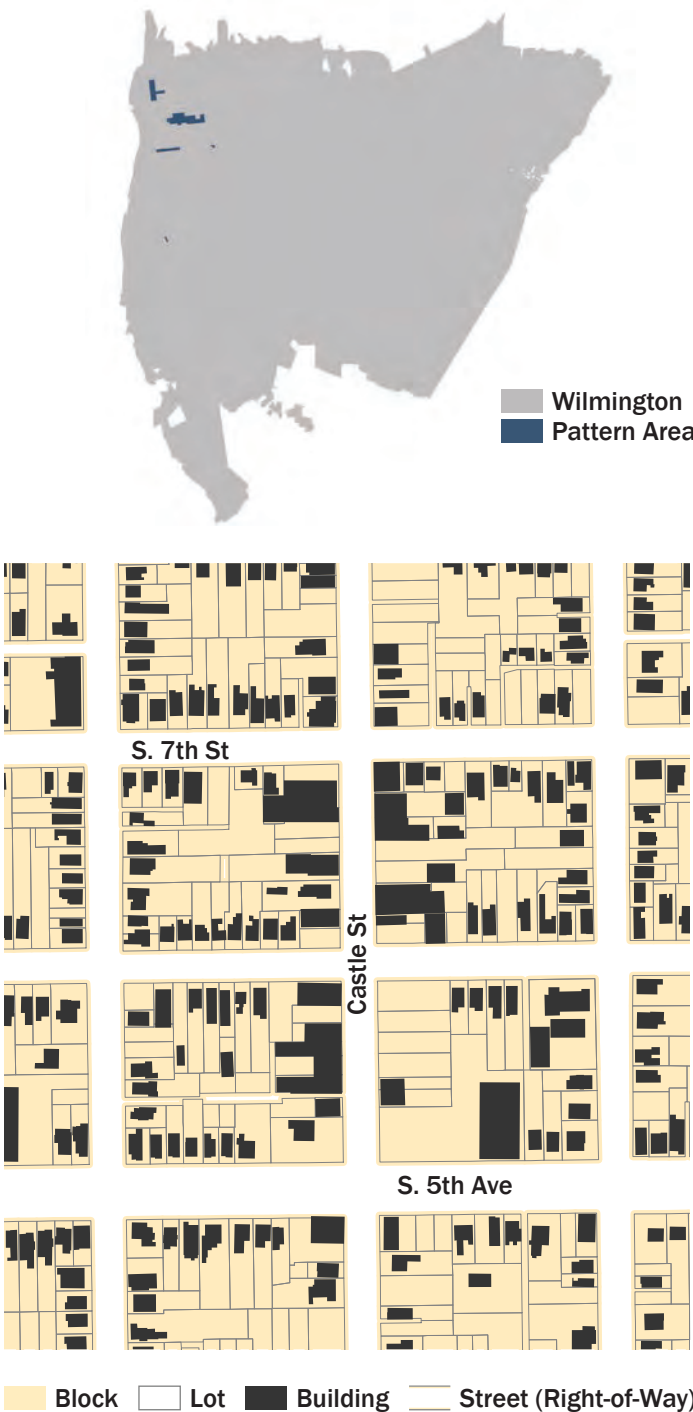 Wilmington
Pattern Area
S. 7th St
Castle St
S. 5th Ave
Block
Lot
Building
Street (Right-of-Way)